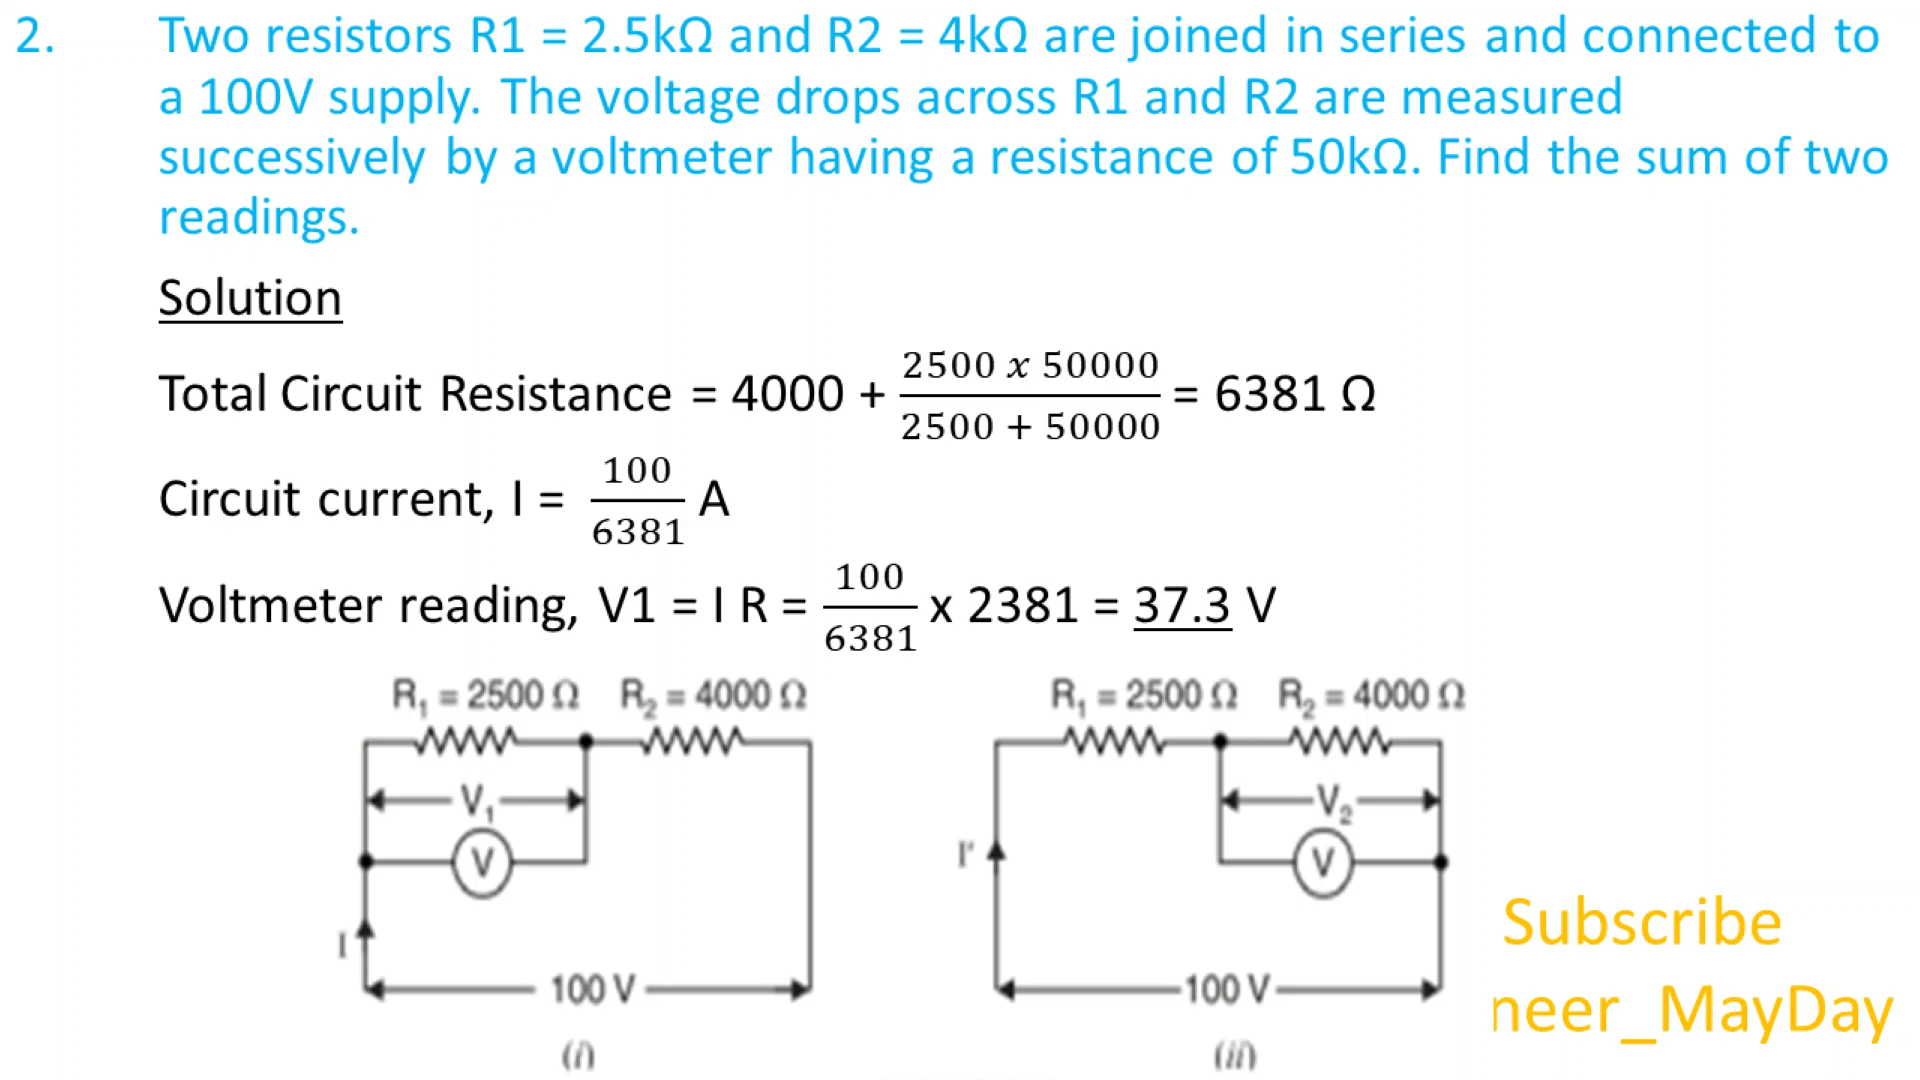 2. Two resistors R1 = 2.5kΩ and R2 = 4kΩ are joined in series and connected to
a 100V supply. The voltage drops across R1 and R2 are measured
successively by a voltmeter having a resistance of 50kΩ. Find the sum of two
readings.
Solution
Total Circuit Resistance = 4000 + (2500 x 50000)/(2500 + 50000) = 6381 Ω
Circuit current, I = 100/6381 A
Voltmeter reading, V1 = I R = 100/6381 x 2381 = 37.3 V
R₁ = 2500 Ω R₂ = 4000 Ω
V₁
V
I
100 V
(i)
R₁ = 2500 Ω R₂ = 4000 Ω
V₂
I' V
100 V
(ii)
Subscribe
neer_MayDay